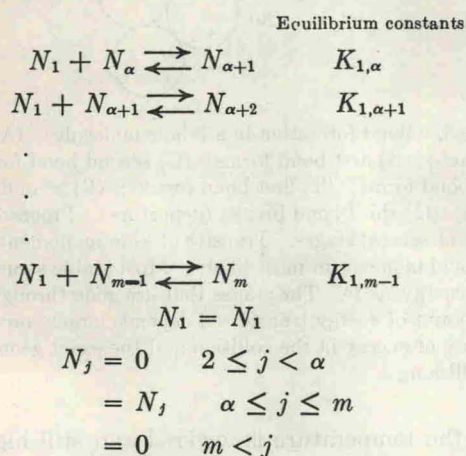 Equilibrium constants
N₁ + N_α ⇄ N_{α+1} K_{1,α}
N₁ + N_{α+1} ⇄ N_{α+2} K_{1,α+1}
.
.
.
N₁ + N_{m−1} ⇄ N_m K_{1,m−1}
N₁ = N₁
N_j = 0 2 ≤ j < α
= N_j α ≤ j ≤ m
= 0 m < j